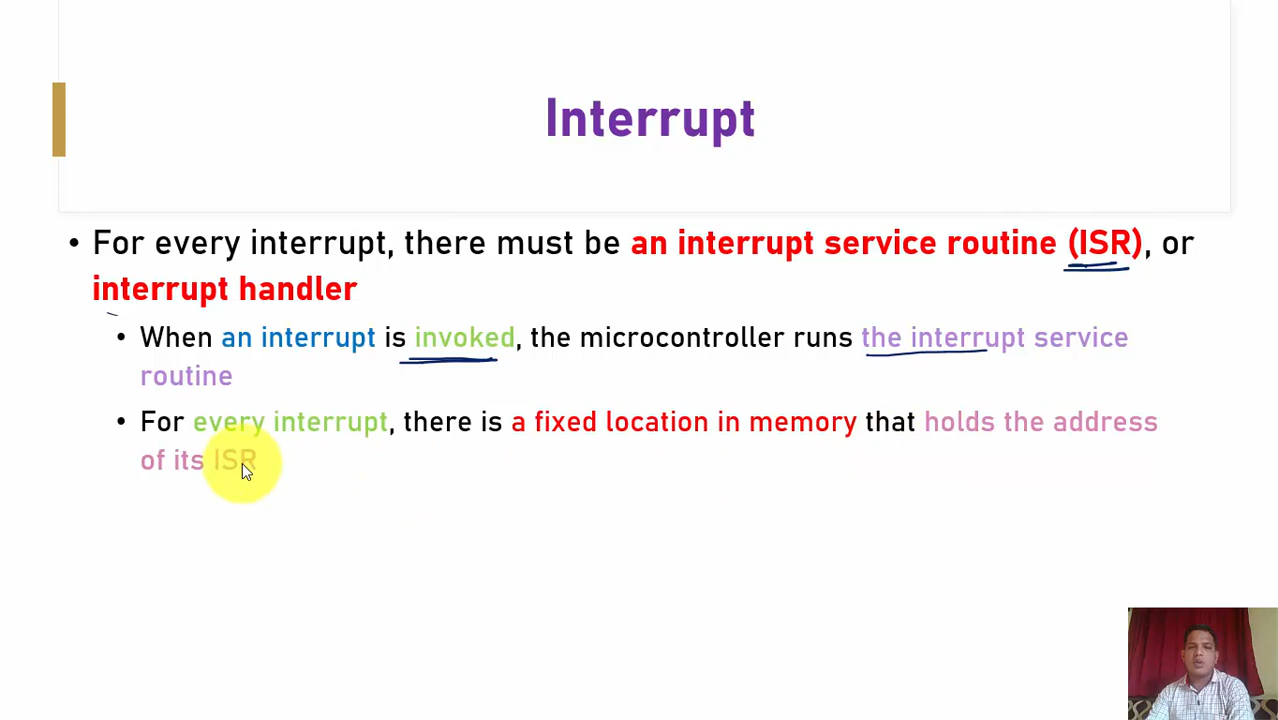 Interrupt
• For every interrupt, there must be an interrupt service routine (ISR), or
interrupt handler
• When an interrupt is invoked, the microcontroller runs the interrupt service
routine
• For every interrupt, there is a fixed location in memory that holds the address
of its ISR